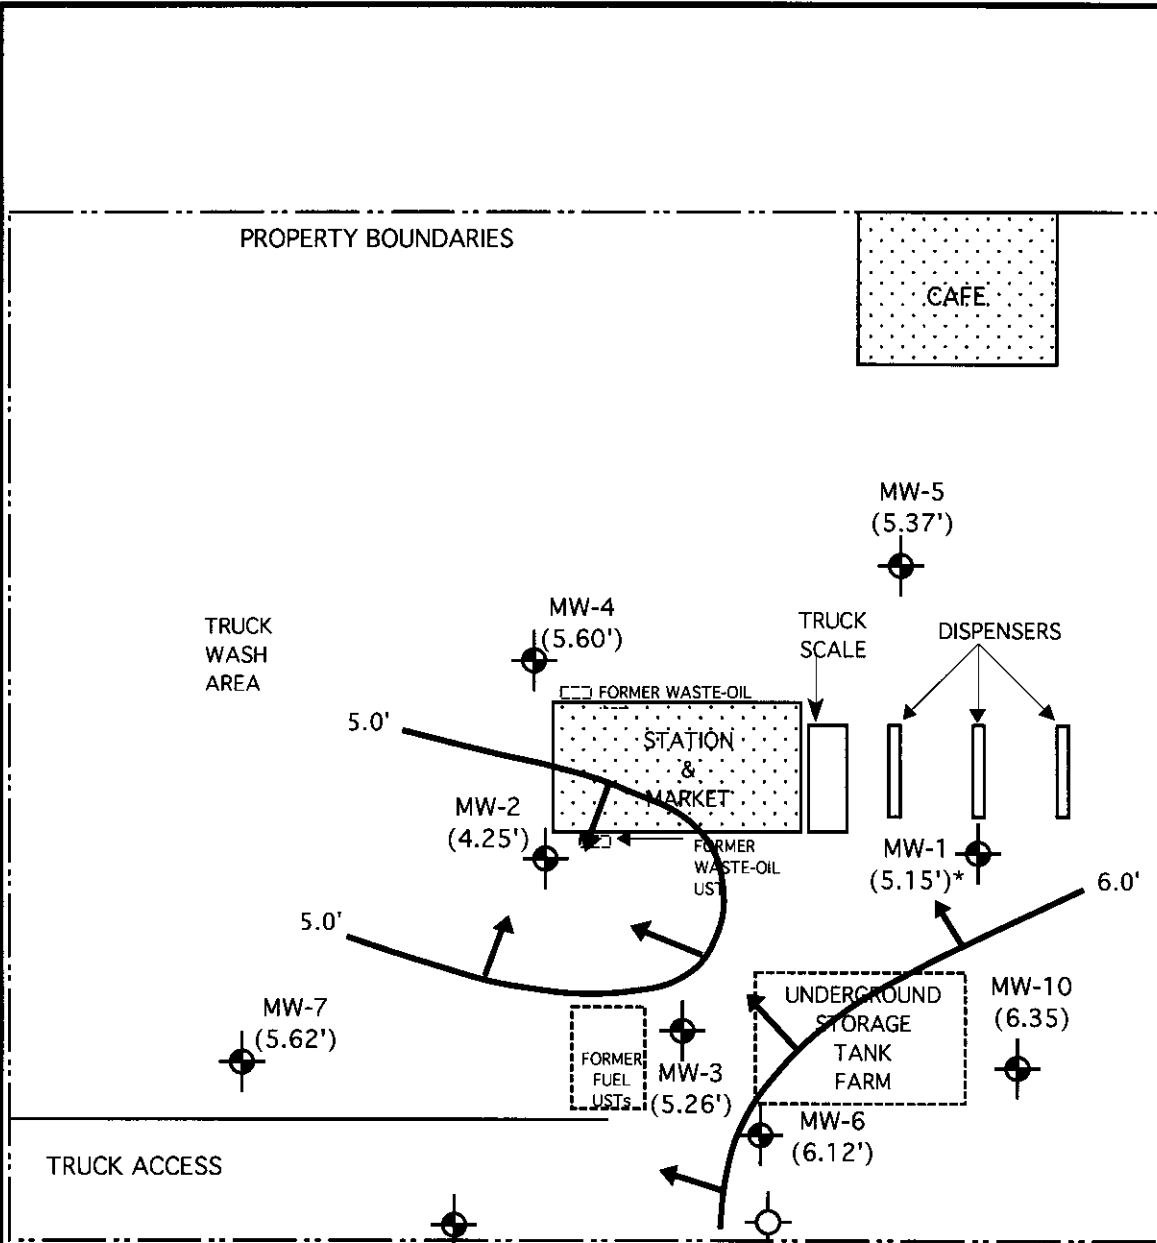 PROPERTY BOUNDARIES
CAFE
MW-5
(5.37')
MW-4
(5.60')
TRUCK
WASH
AREA
TRUCK
SCALE
DISPENSERS
FORMER WASTE-OIL
5.0'
STATION
&
MARKET
MW-2
(4.25')
FORMER
WASTE-OIL
UST
MW-1
(5.15')*
6.0'
5.0'
MW-7
(5.62')
UNDERGROUND
STORAGE
TANK
FARM
MW-10
(6.35)
FORMER
FUEL
USTs
MW-3
(5.26')
MW-6
(6.12')
TRUCK ACCESS